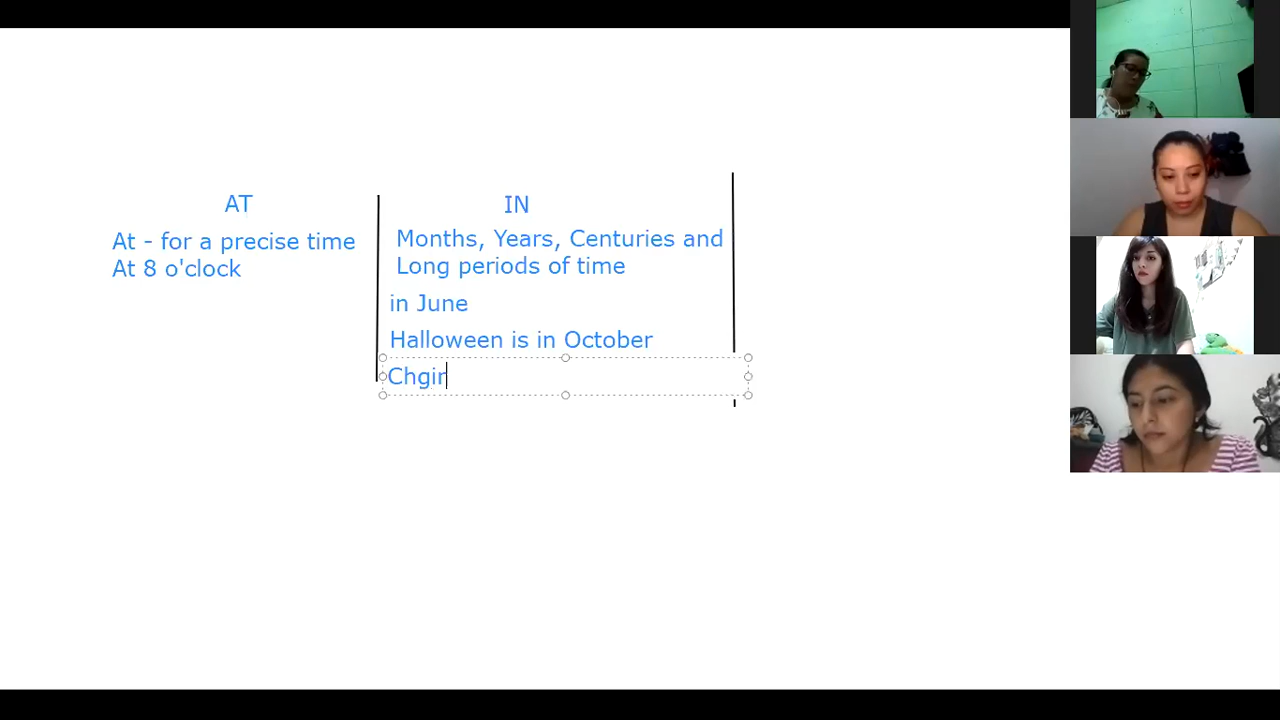 AT
At - for a precise time
At 8 o'clock
IN
Months, Years, Centuries and
Long periods of time
in June
Halloween is in October
Chgir